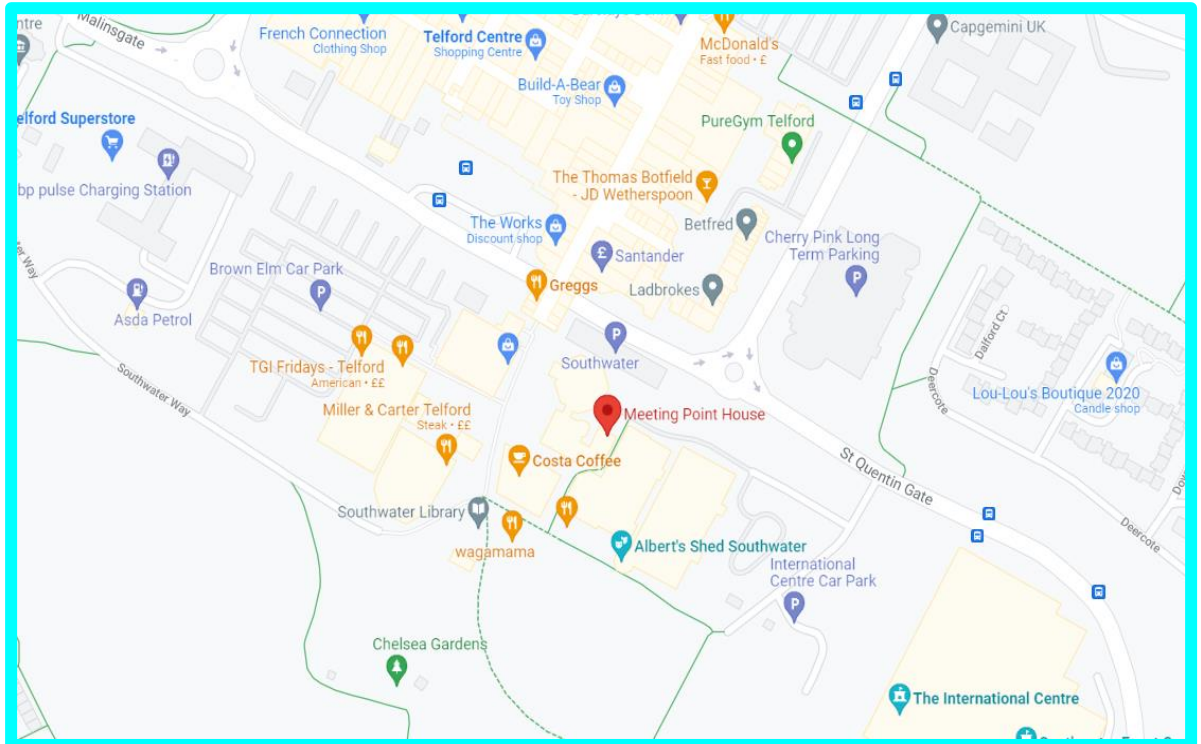 ntre
Malinsgate
French Connection
Clothing Shop
Telford Centre
Shopping Centre
McDonald's
Fast food • £
Capgemini UK
Build-A-Bear
Toy Shop
elford Superstore
PureGym Telford
bp pulse Charging Station
The Thomas Botfield
- JD Wetherspoon
The Works
Discount shop
Betfred
Santander
Cherry Pink Long
Term Parking
P
Brown Elm Car Park
P
Greggs
Ladbrokes
Asda Petrol
P
Southwater
TGI Fridays - Telford
American • ££
Dalford Ct
Deercote
Lou-Lou's Boutique 2020
Candle shop
Southwater Way
Miller & Carter Telford
Steak • ££
Meeting Point House
Costa Coffee
St Quentin Gate
Southwater Library
wagamama
Albert's Shed Southwater
International
Centre Car Park
P
Deercote
Chelsea Gardens
The International Centre